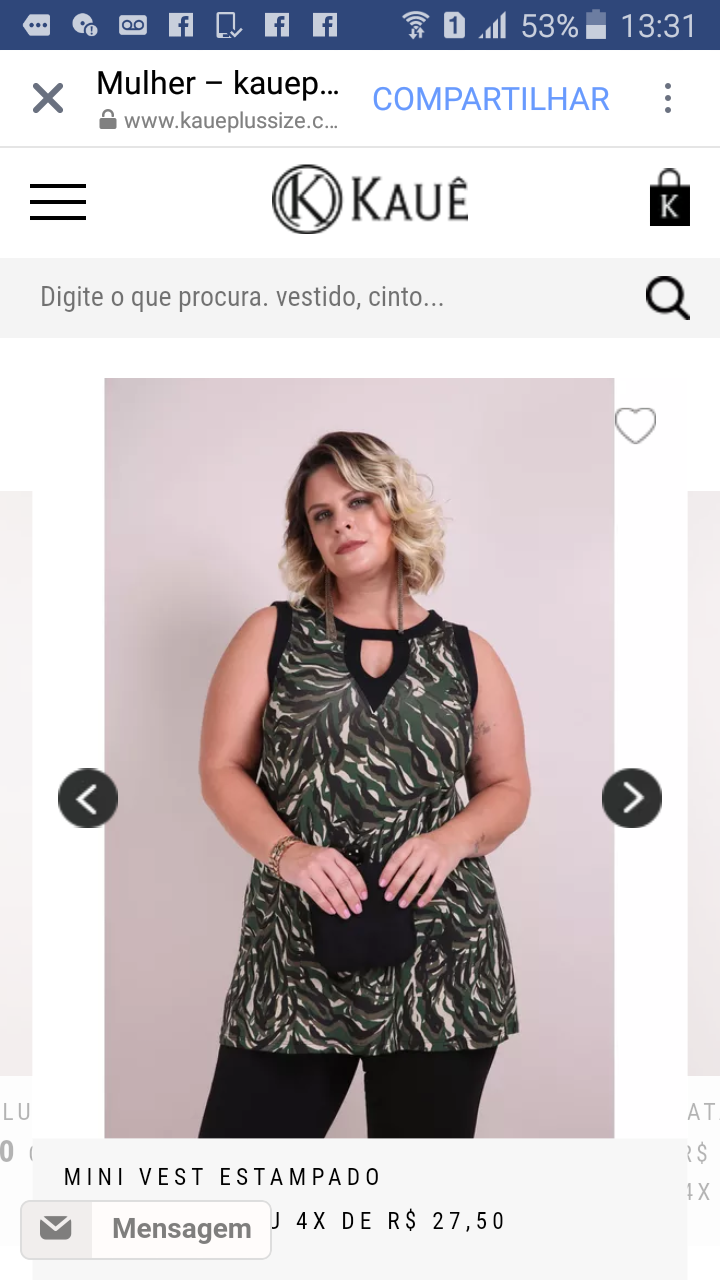 53% 13:31
1
Mulher – kauep...
www.kaueplussize.c...
COMPARTILHAR
K KAUÊ
K
Digite o que procura. vestido, cinto...
LU
0
AT
R$
4X
MINI VEST ESTAMPADO
4X DE R$ 27,50
Mensagem